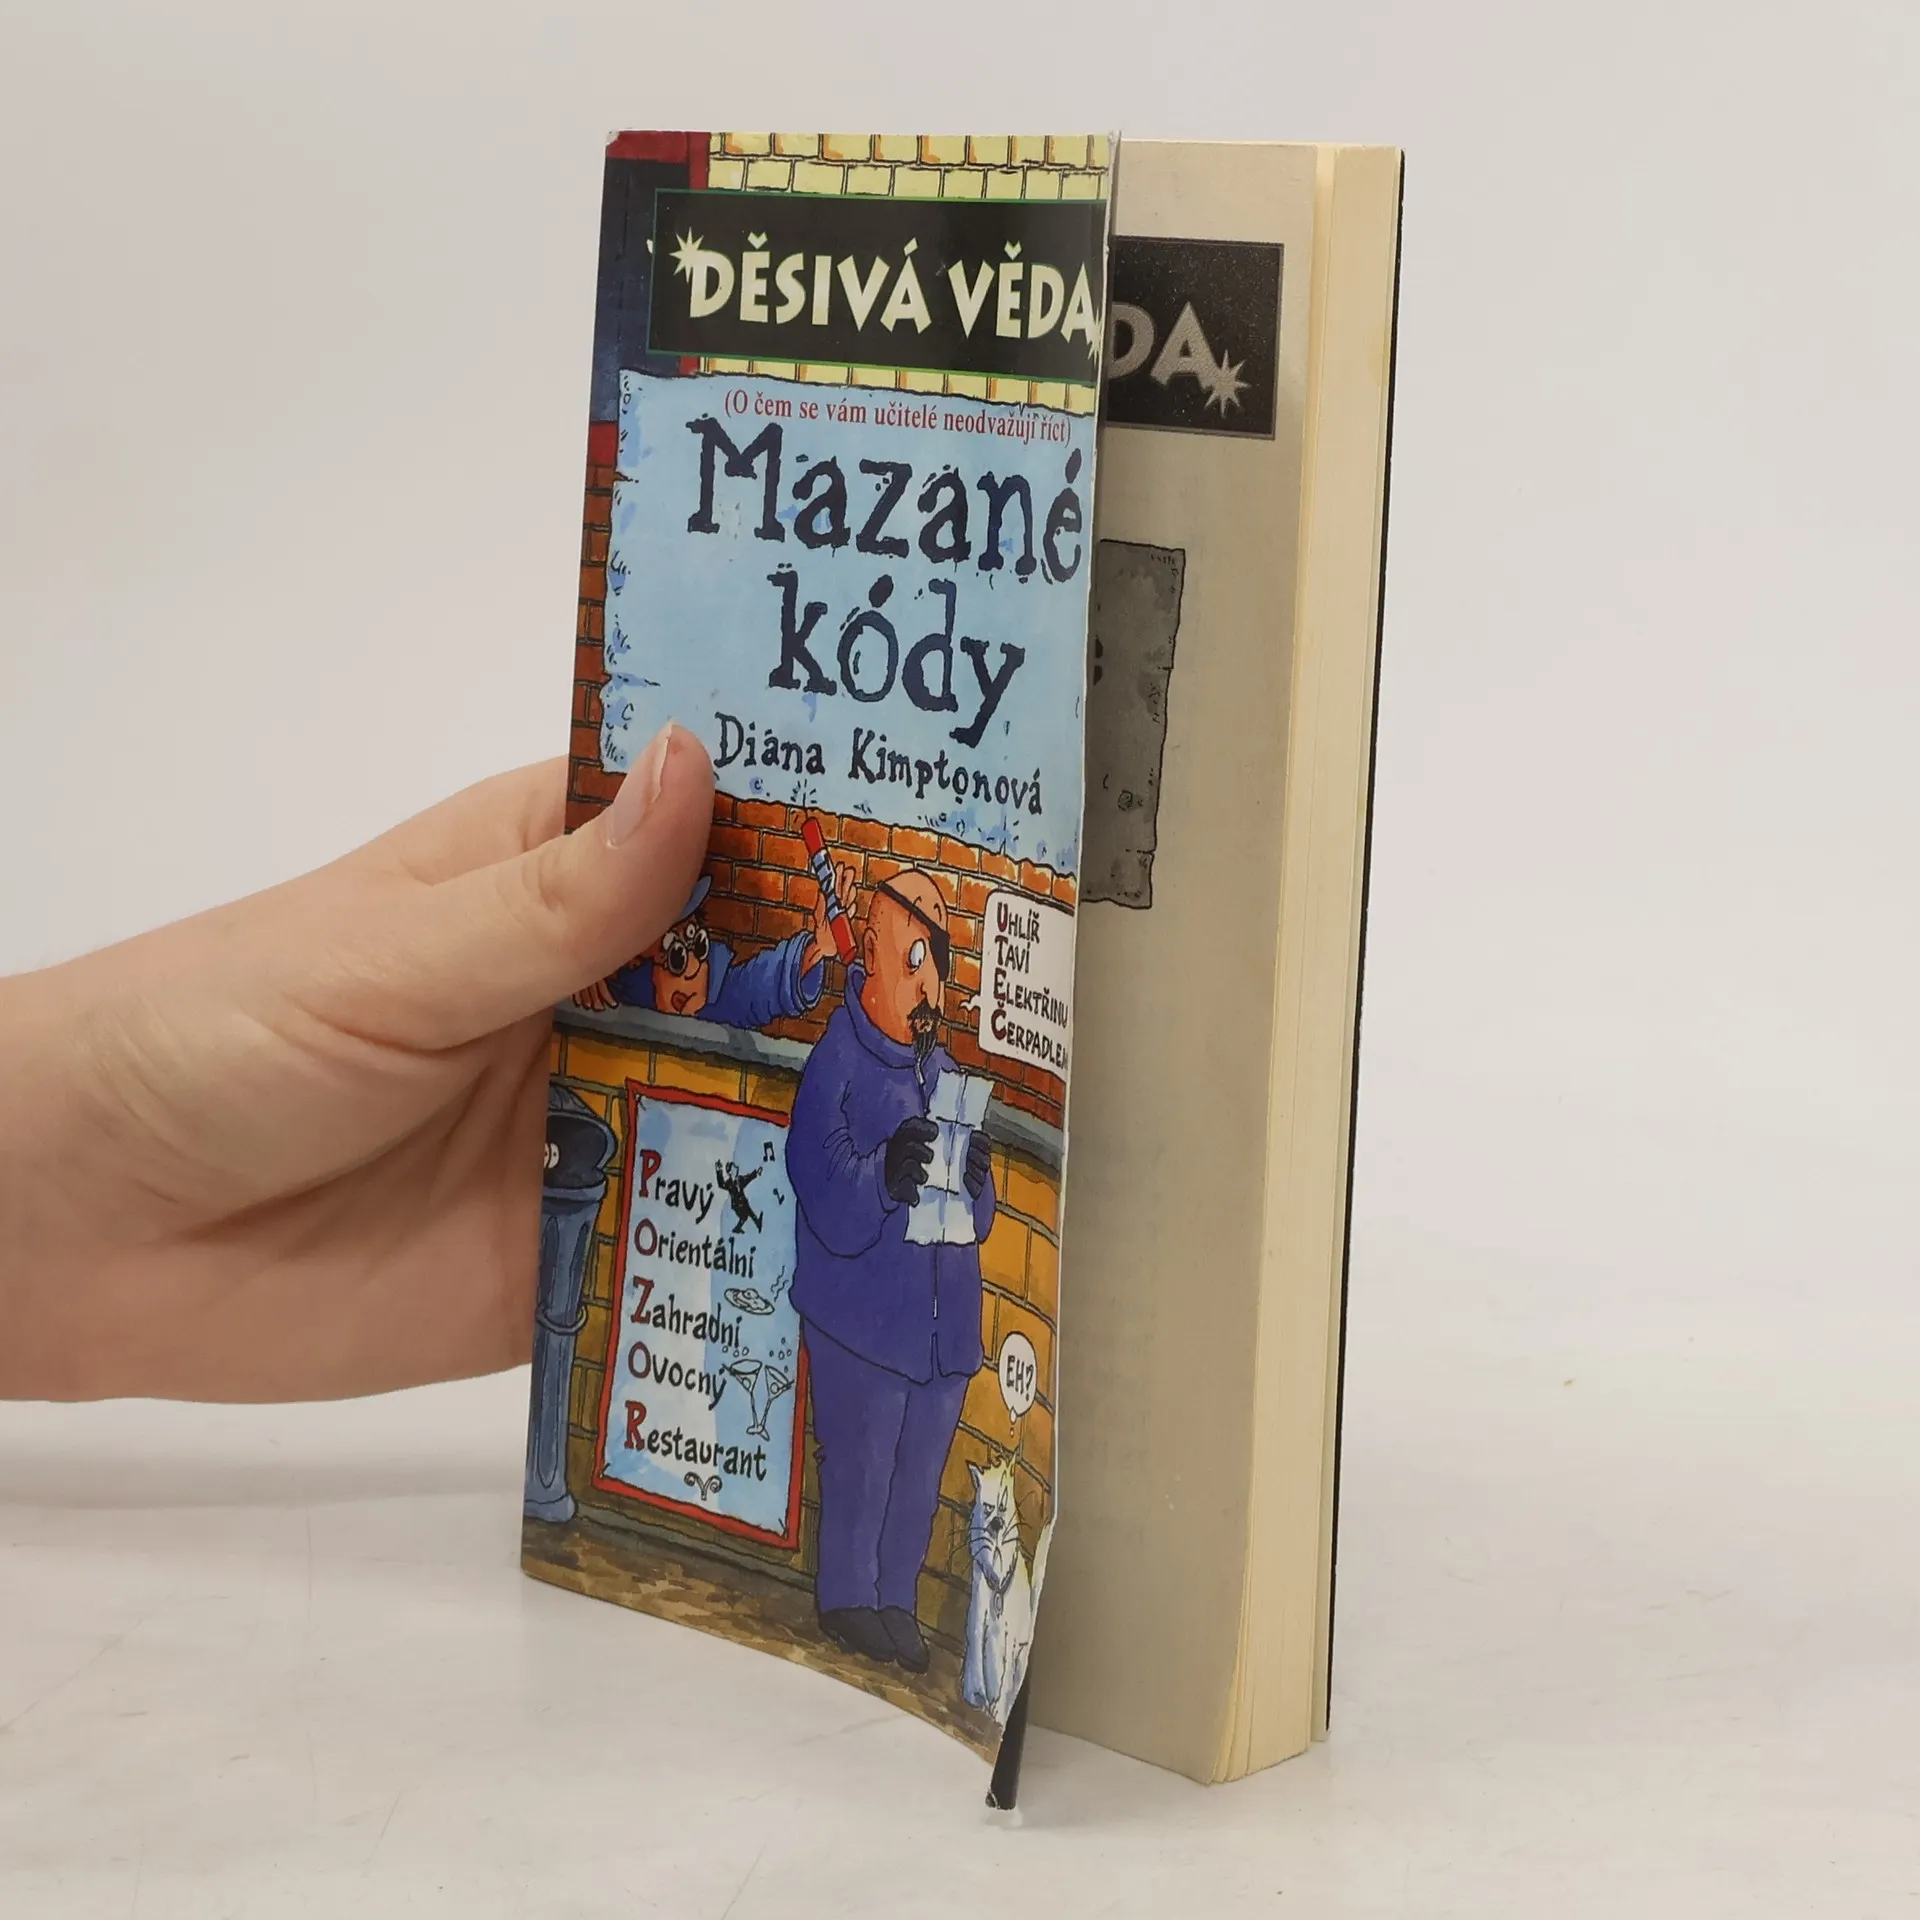 DĚSIVÁ VĚDA
(O čem se vám učitelé neodvažují říct)
Mazané
kódy
Diana Kimptonová
UHLÍŘ
TAVÍ
ELEKTŘINU
ČERPADLEM
Pravý
Orientální
Zahradní
Ovocný
Restaurant
EH?
DA